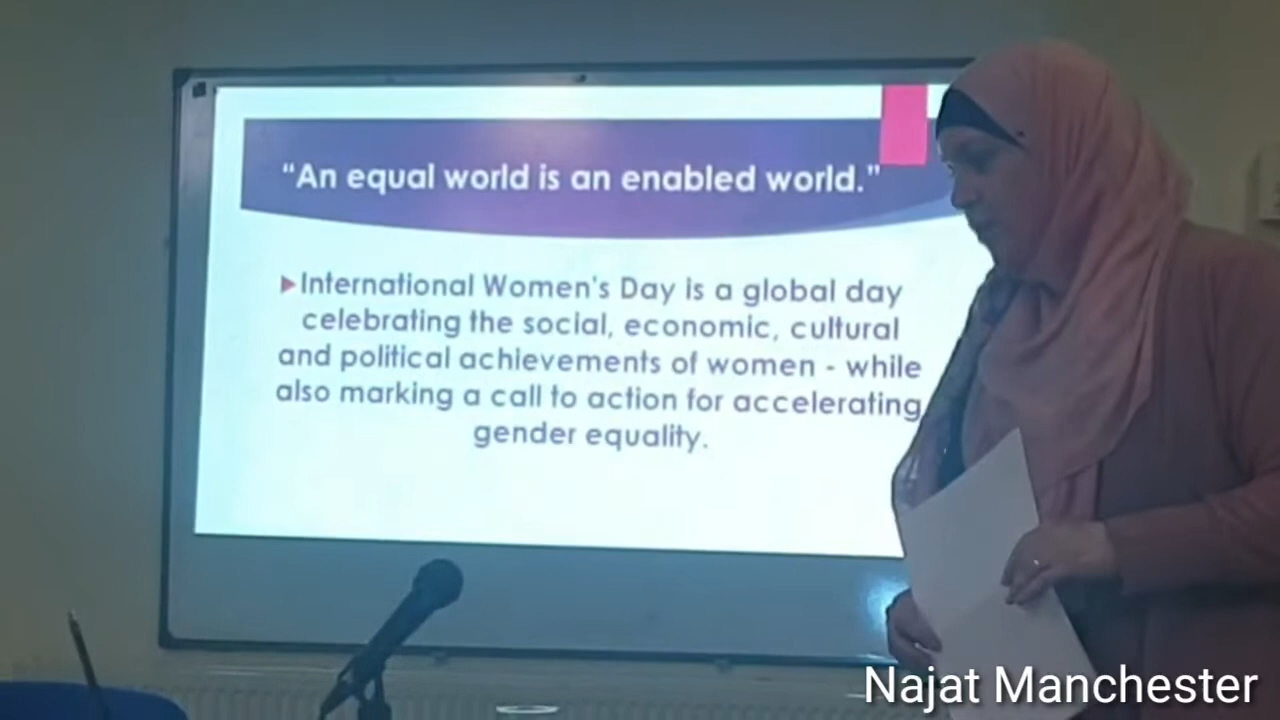 “An equal world is an enabled world.”
▶International Women's Day is a global day
celebrating the social, economic, cultural
and political achievements of women - while
also marking a call to action for accelerating
gender equality.
Najat Manchester